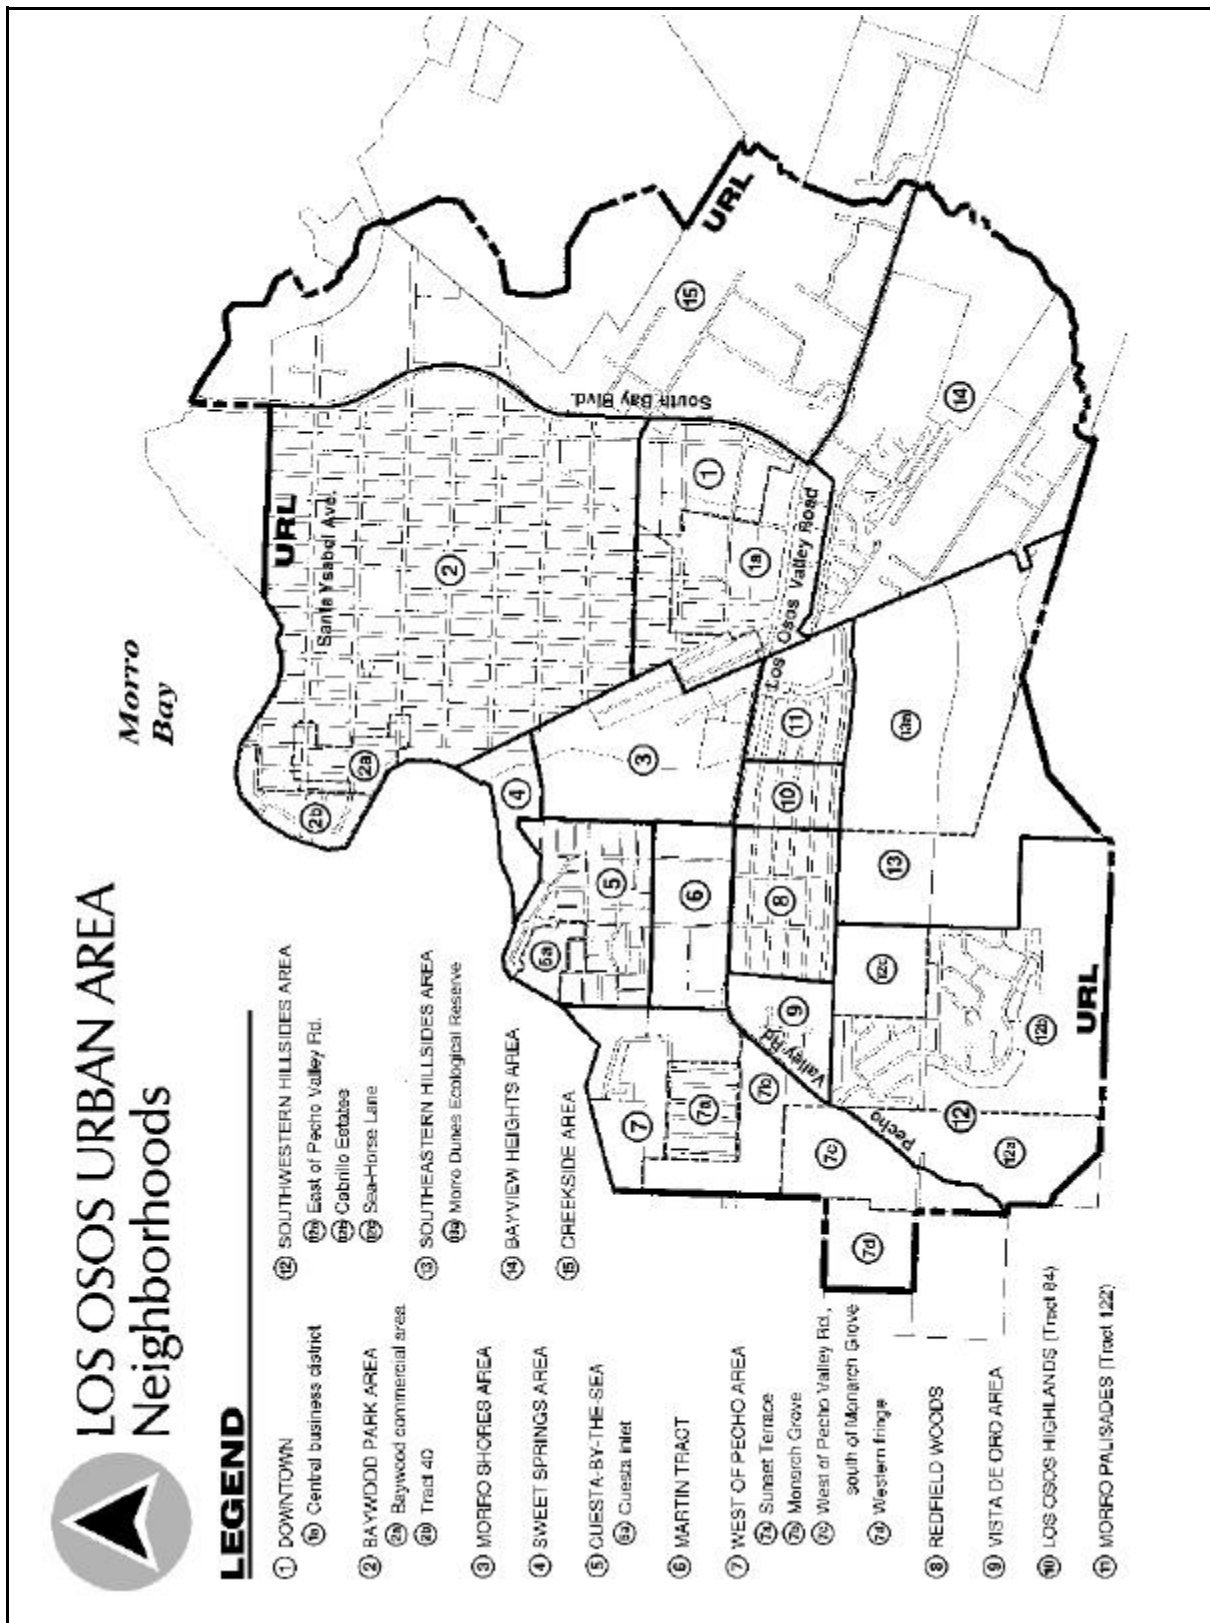 LOS OSOS URBAN AREA
Neighborhoods
LEGEND
1 DOWNTOWN
1a Central business district
2 BAYWOOD PARK AREA
2a Baywood commercial area
2b Tract 40
3 MORRO SHORES AREA
4 SWEET SPRINGS AREA
5 CUESTA-BY-THE-SEA
5a Cuesta inlet
6 MARTIN TRACT
7 WEST OF PECHO AREA
7a Sunset Terrace
7b Monarch Grove
7c West of Pecho Valley Rd.,
south of Monarch Grove
7d Western fringe
8 REDFIELD WOODS
9 VISTA DE ORO AREA
10 LOS OSOS HIGHLANDS (Tract 84)
11 MORRO PALISADES (Tract 122)
12 SOUTHWESTERN HILLSIDES AREA
12a East of Pecho Valley Rd.
12b Cabrillo Estates
12c Sea-Horse Lane
13 SOUTHEASTERN HILLSIDES AREA
13a Morro Dunes Ecological Reserve
14 BAYVIEW HEIGHTS AREA
15 CREEKSIDE AREA
Morro
Bay
URL
Santa Ysabel Ave.
2b
2a
2
South Bay Blvd.
URL
15
1
1a
Los Osos Valley Road
4
3
5a
5
6
11
10
8
9
14
7
7a
7b
Valley Rd.
Pecho
7c
7d
13a
13
12c
12b
12
12a
URL